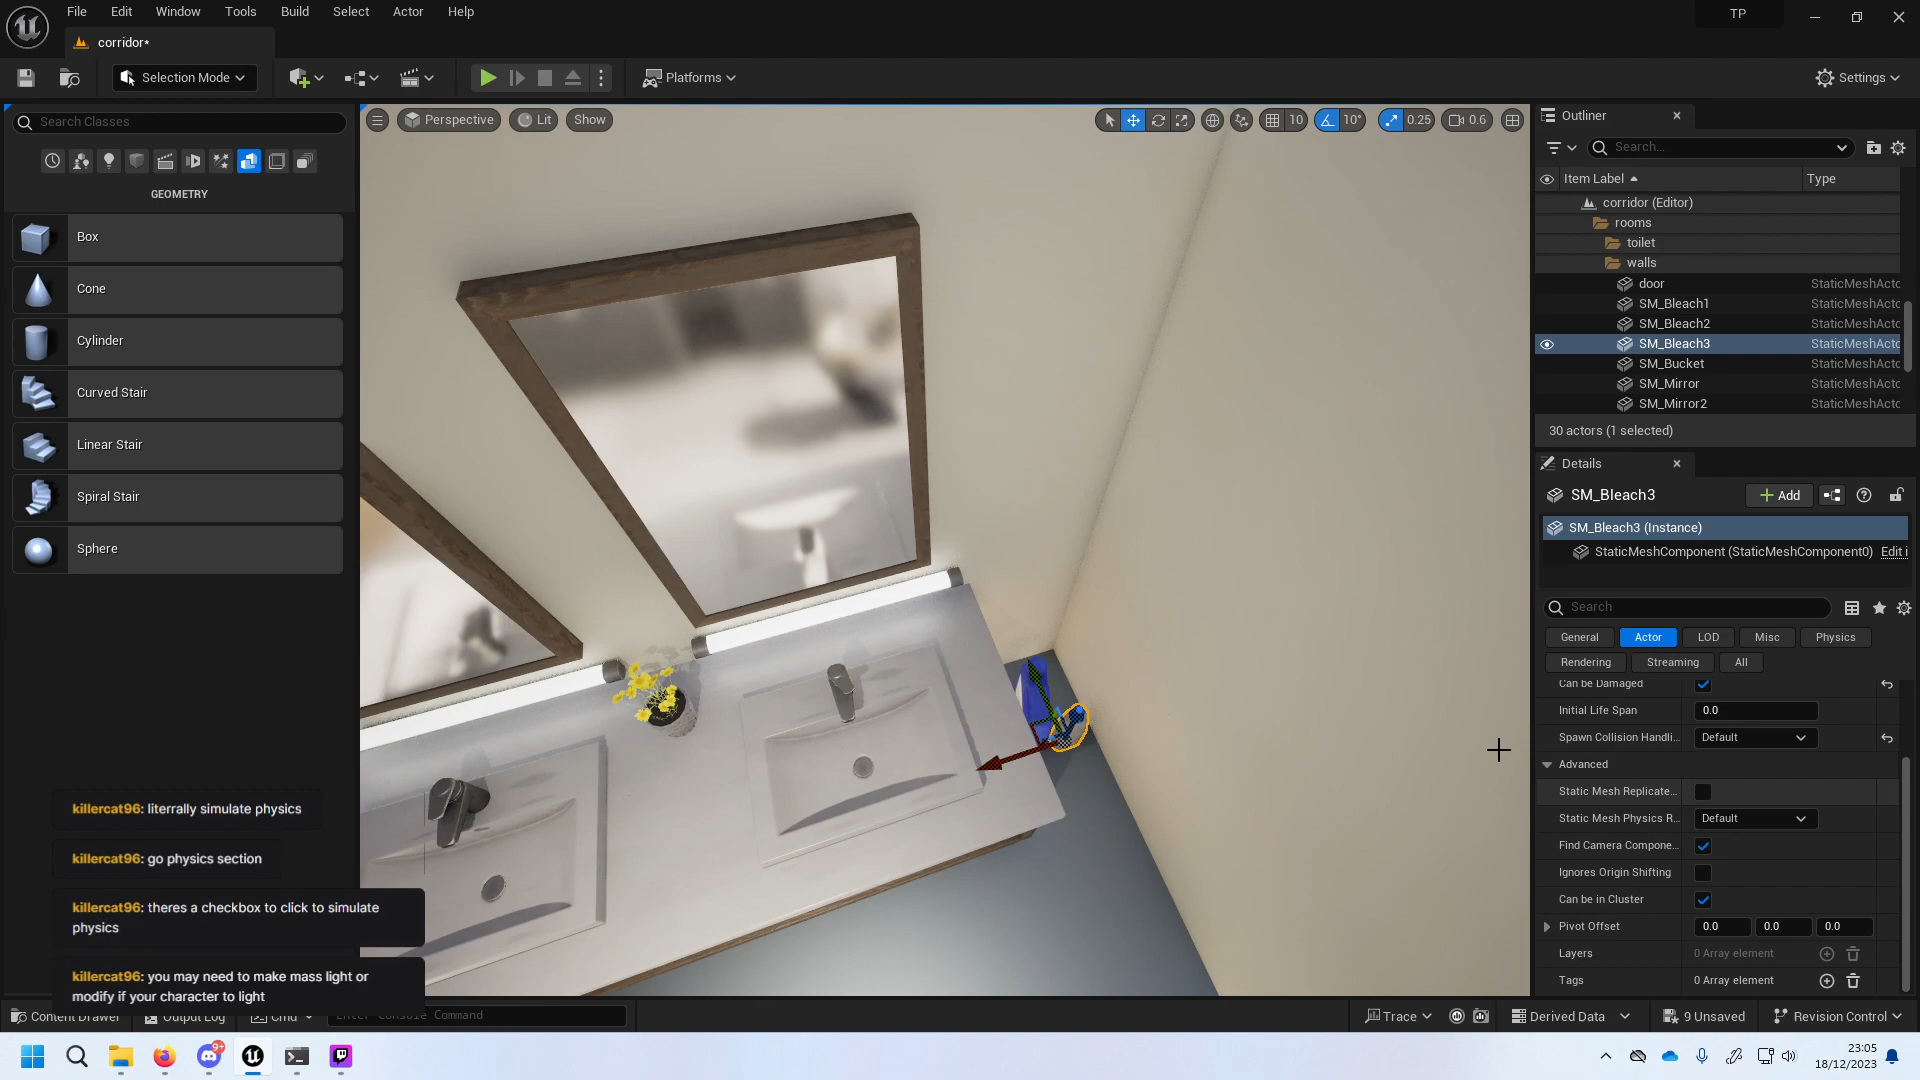 File Edit Window Tools Build Select Actor Help
TP
corridor*
Selection Mode
Platforms
Settings
Search Classes
GEOMETRY
Box
Cone
Cylinder
Curved Stair
Linear Stair
Spiral Stair
Sphere
Perspective
Lit
Show
10
10°
0.25
0.6
Outliner
Search...
Item Label
Type
corridor (Editor)
rooms
toilet
walls
door StaticMeshActo
SM_Bleach1 StaticMeshActo
SM_Bleach2 StaticMeshActo
SM_Bleach3 StaticMeshActo
SM_Bucket StaticMeshActo
SM_Mirror StaticMeshActo
SM_Mirror2 StaticMeshActo
30 actors (1 selected)
Details
SM_Bleach3
Add
SM_Bleach3 (Instance)
StaticMeshComponent (StaticMeshComponent0) Edit i
Search
General Actor LOD Misc Physics
Rendering Streaming All
Can be Damaged
Initial Life Span 0.0
Spawn Collision Handli... Default
Advanced
Static Mesh Replicate...
Static Mesh Physics R... Default
Find Camera Compone...
Ignores Origin Shifting
Can be in Cluster
Pivot Offset 0.0 0.0 0.0
Layers 0 Array element
Tags 0 Array element
killercat96: literrally simulate physics
killercat96: go physics section
killercat96: theres a checkbox to click to simulate
physics
killercat96: you may need to make mass light or
modify if your character to light
Content Drawer
Output Log
Cmd
Enter Console Command
Trace
Derived Data
9 Unsaved
Revision Control
9+
23:05
18/12/2023